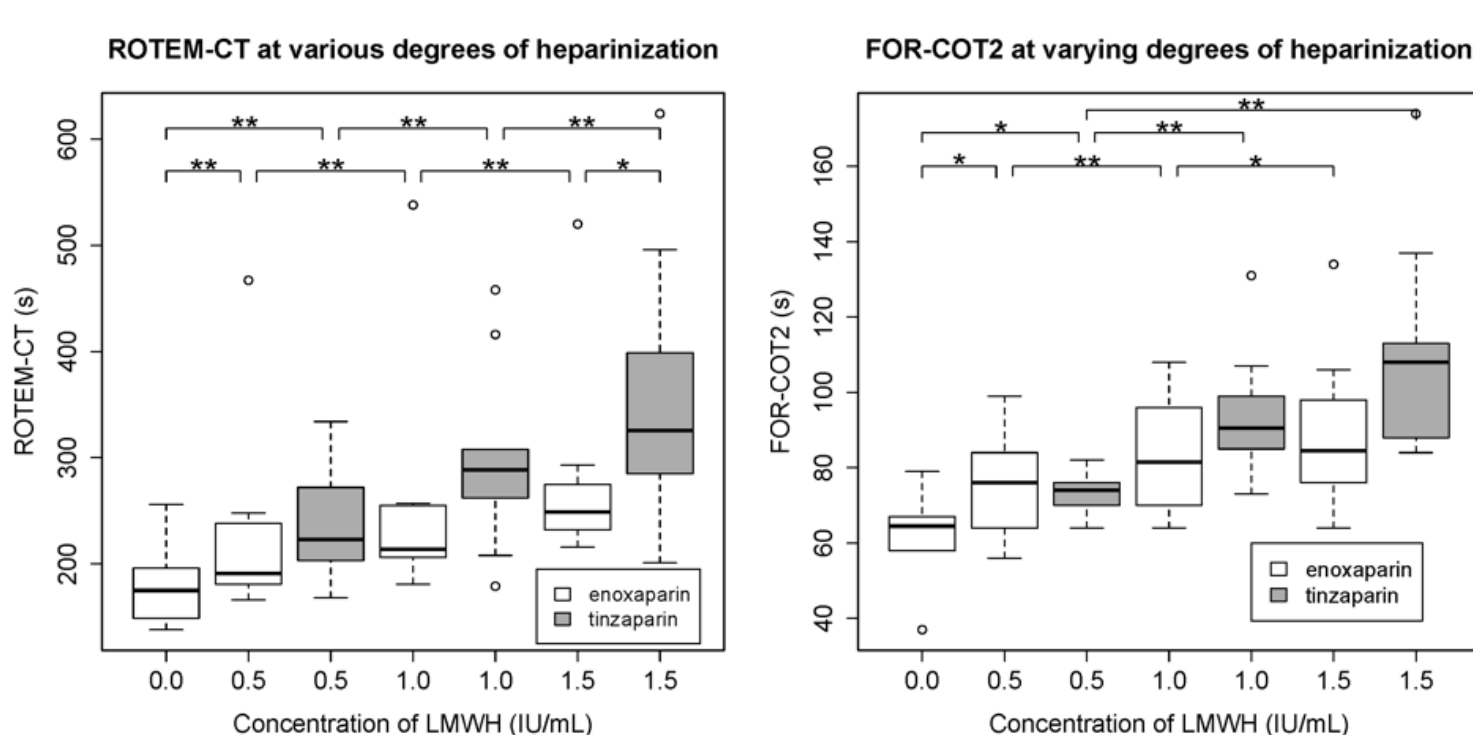 ROTEM-CT at various degrees of heparinization
ROTEM-CT (s)
600
500
400
300
200
** ** **
** ** ** *
enoxaparin
tinzaparin
0.0 0.5 0.5 1.0 1.0 1.5 1.5
Concentration of LMWH (IU/mL)
FOR-COT2 at varying degrees of heparinization
FOR-COT2 (s)
160
140
120
100
80
60
40
**
* **
* ** *
enoxaparin
tinzaparin
0.0 0.5 0.5 1.0 1.0 1.5 1.5
Concentration of LMWH (IU/mL)